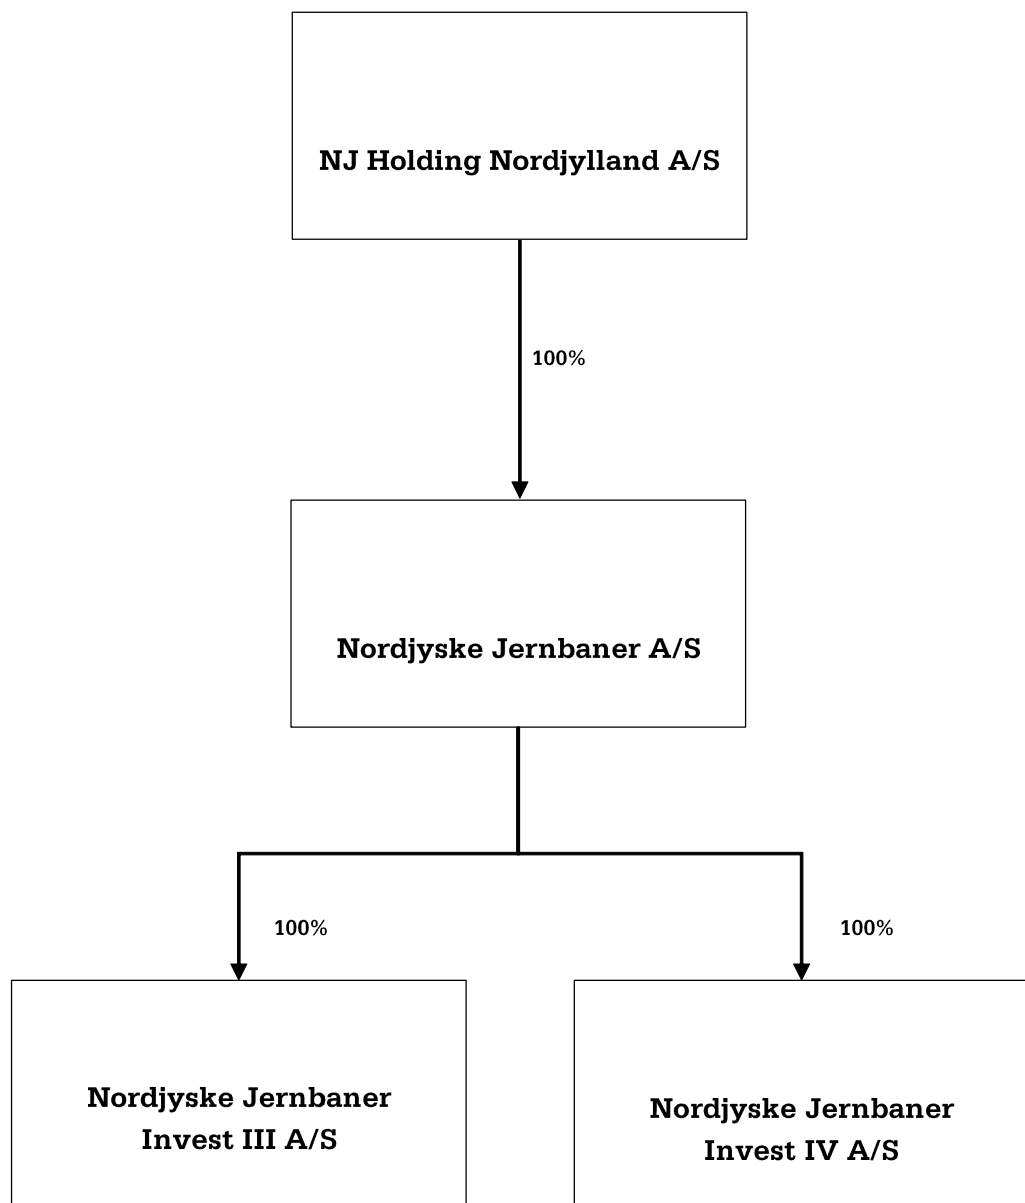 NJ Holding Nordjylland A/S
100%
Nordjyske Jernbaner A/S
100%
100%
Nordjyske Jernbaner
Invest III A/S
Nordjyske Jernbaner
Invest IV A/S